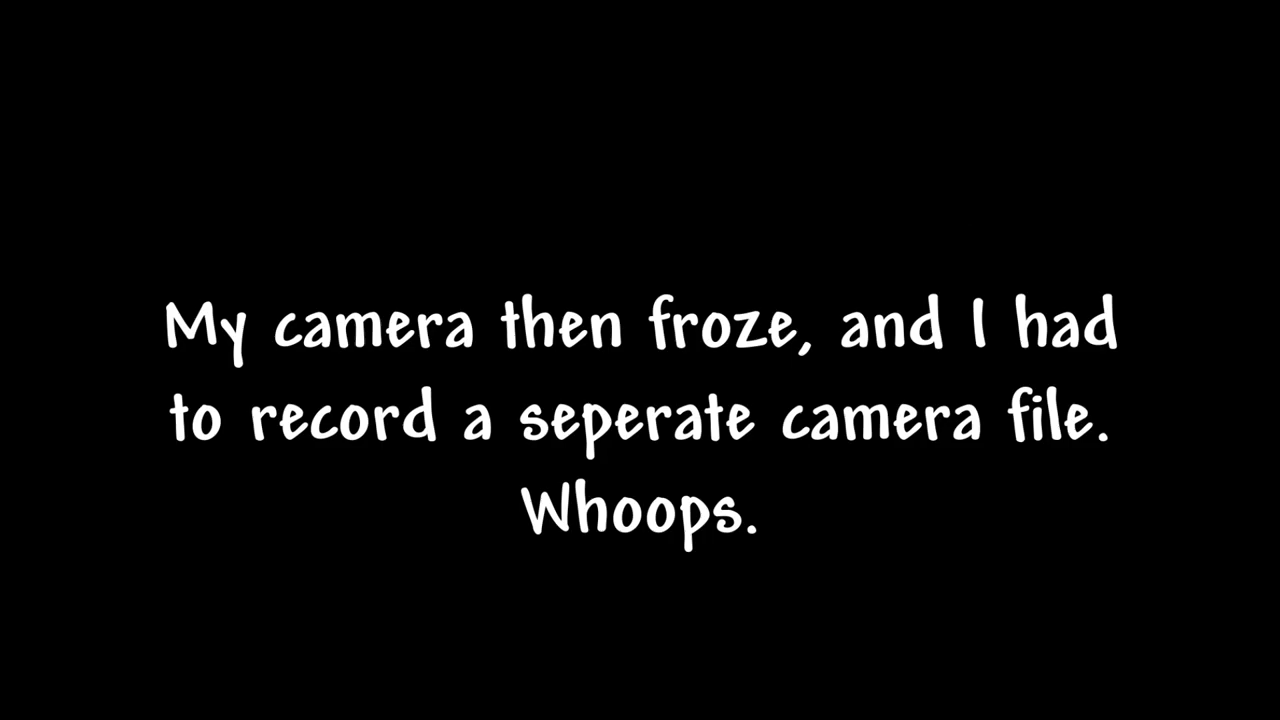 My camera then froze, and I had
to record a seperate camera file.
Whoops.